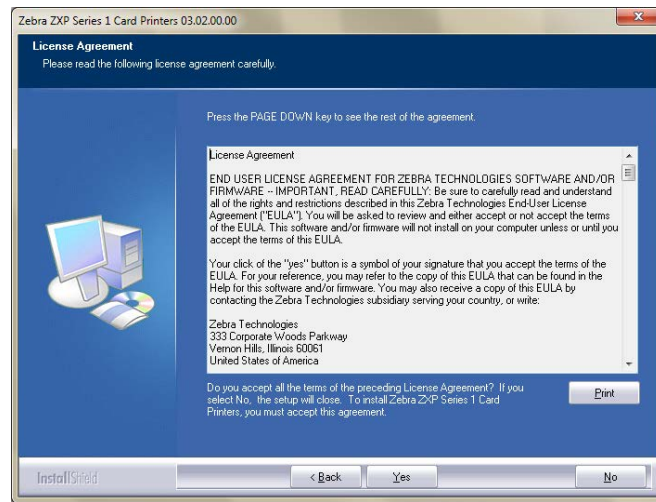 Zebra ZXP Series 1 Card Printers 03.02.00.00
License Agreement
Please read the following license agreement carefully.
Press the PAGE DOWN key to see the rest of the agreement.
License Agreement
END USER LICENSE AGREEMENT FOR ZEBRA TECHNOLOGIES SOFTWARE AND/OR
FIRMWARE -- IMPORTANT, READ CAREFULLY: Be sure to carefully read and understand
all of the rights and restrictions described in this Zebra Technologies End-User License
Agreement ("EULA"). You will be asked to review and either accept or not accept the terms
of the EULA. This software and/or firmware will not install on your computer unless or until you
accept the terms of this EULA.
Your click of the "yes" button is a symbol of your signature that you accept the terms of the
EULA. For your reference, you may refer to the copy of this EULA that can be found in the
Help for this software and/or firmware. You may also receive a copy of this EULA by
contacting the Zebra Technologies subsidiary serving your country, or write:
Zebra Technologies
333 Corporate Woods Parkway
Vernon Hills, Illinois 60061
United States of America
Do you accept all the terms of the preceding License Agreement? If you
select No, the setup will close. To install Zebra ZXP Series 1 Card
Printers, you must accept this agreement.
Print
InstallShield
< Back
Yes
No